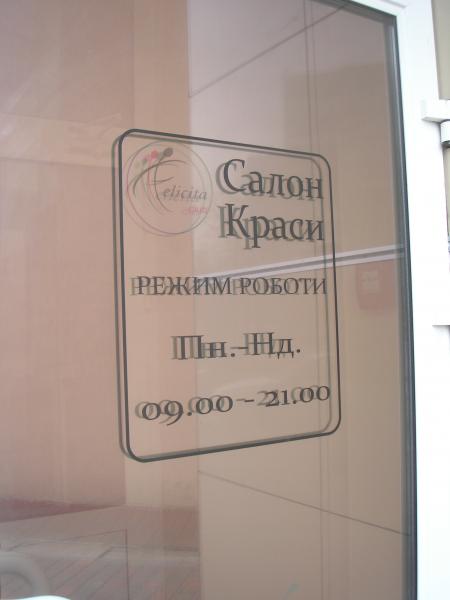 Felicita
Салон
Краси
РЕЖИМ РОБОТИ
Пн.-Нд.
09.00 - 21.00